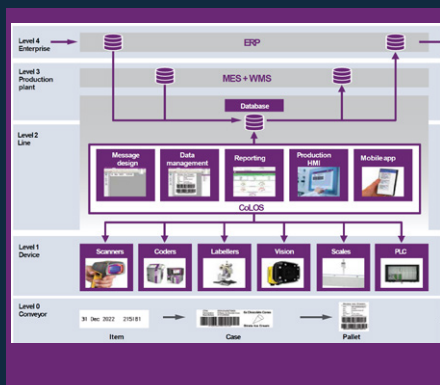 Level 4
Enterprise
ERP
Level 3
Production
plant
MES + WMS
Database
Level 2
Line
Message
design
Data
management
Reporting
Production
HMI
Mobile app
CoLOS
Level 1
Device
Scanners
Coders
Labellers
Vision
Scales
PLC
Level 0
Conveyor
31 Dec 2022 215181
Item
Case
Pallet